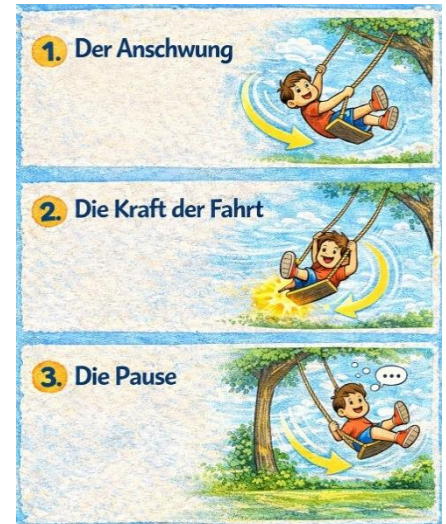 1. Der Anschwung
2. Die Kraft der Fahrt
3. Die Pause